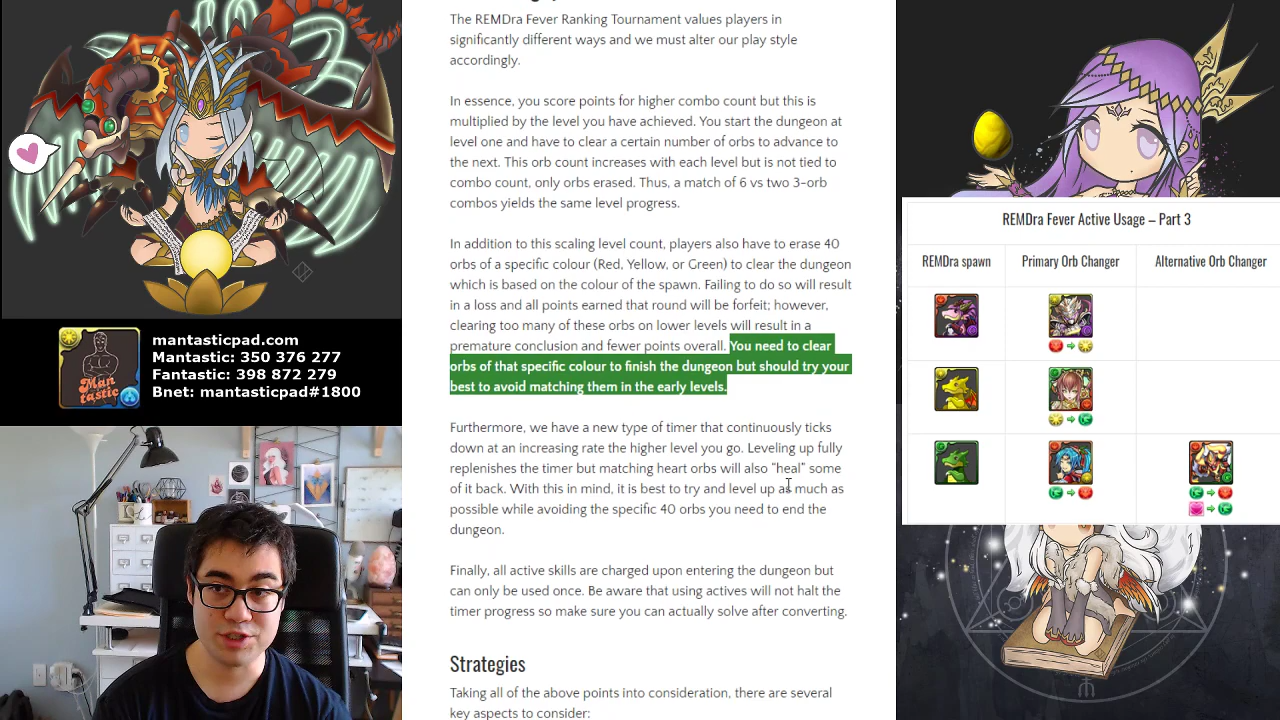 The REMDra Fever Ranking Tournament values players in
significantly different ways and we must alter our play style
accordingly.
In essence, you score points for higher combo count but this is
multiplied by the level you have achieved. You start the dungeon at
level one and have to clear a certain number of orbs to advance to
the next. This orb count increases with each level but is not tied to
combo count, only orbs erased. Thus, a match of 6 vs two 3-orb
combos yields the same level progress.
In addition to this scaling level count, players also have to erase 40
orbs of a specific colour (Red, Yellow, or Green) to clear the dungeon
which is based on the colour of the spawn. Failing to do so will result
in a loss and all points earned that round will be forfeit; however,
clearing too many of these orbs on lower levels will result in a
premature conclusion and fewer points overall. You need to clear
orbs of that specific colour to finish the dungeon but should try your
best to avoid matching them in the early levels.
Furthermore, we have a new type of timer that continuously ticks
down at an increasing rate the higher level you go. Leveling up fully
replenishes the timer but matching heart orbs will also "heal" some
of it back. With this in mind, it is best to try and level up as much as
possible while avoiding the specific 40 orbs you need to end the
dungeon.
Finally, all active skills are charged upon entering the dungeon but
can only be used once. Be aware that using actives will not halt the
timer progress so make sure you can actually solve after converting.
Strategies
Taking all of the above points into consideration, there are several
key aspects to consider:
Man
tastic
mantasticpad.com
Mantastic: 350 376 277
Fantastic: 398 872 279
Bnet: mantasticpad#1800
REMDra Fever Active Usage – Part 3
REMDra spawn
Primary Orb Changer
Alternative Orb Changer